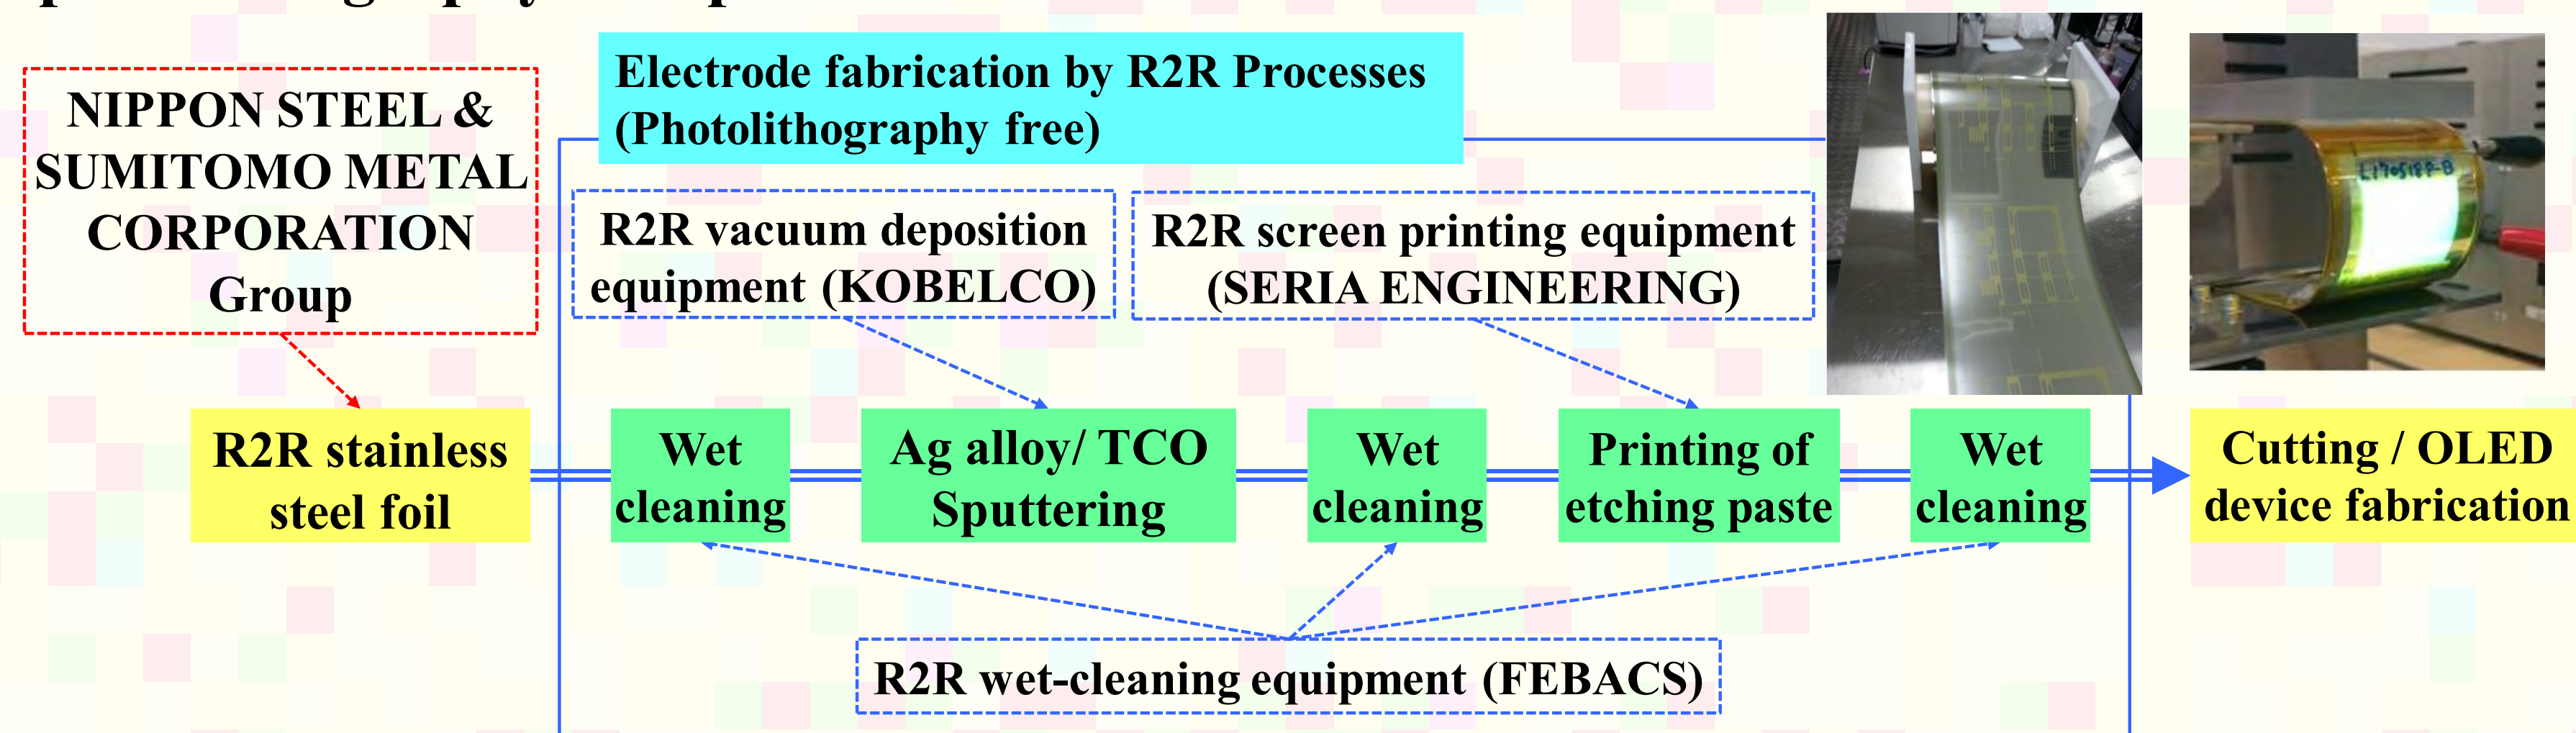 Electrode fabrication by R2R Processes
(Photolithography free)
NIPPON STEEL &
SUMITOMO METAL
CORPORATION
Group
R2R vacuum deposition
equipment (KOBELCO)
R2R screen printing equipment
(SERIA ENGINEERING)
L170518P-B
R2R stainless
steel foil
Wet
cleaning
Ag alloy/ TCO
Sputtering
Wet
cleaning
Printing of
etching paste
Wet
cleaning
Cutting / OLED
device fabrication
R2R wet-cleaning equipment (FEBACS)